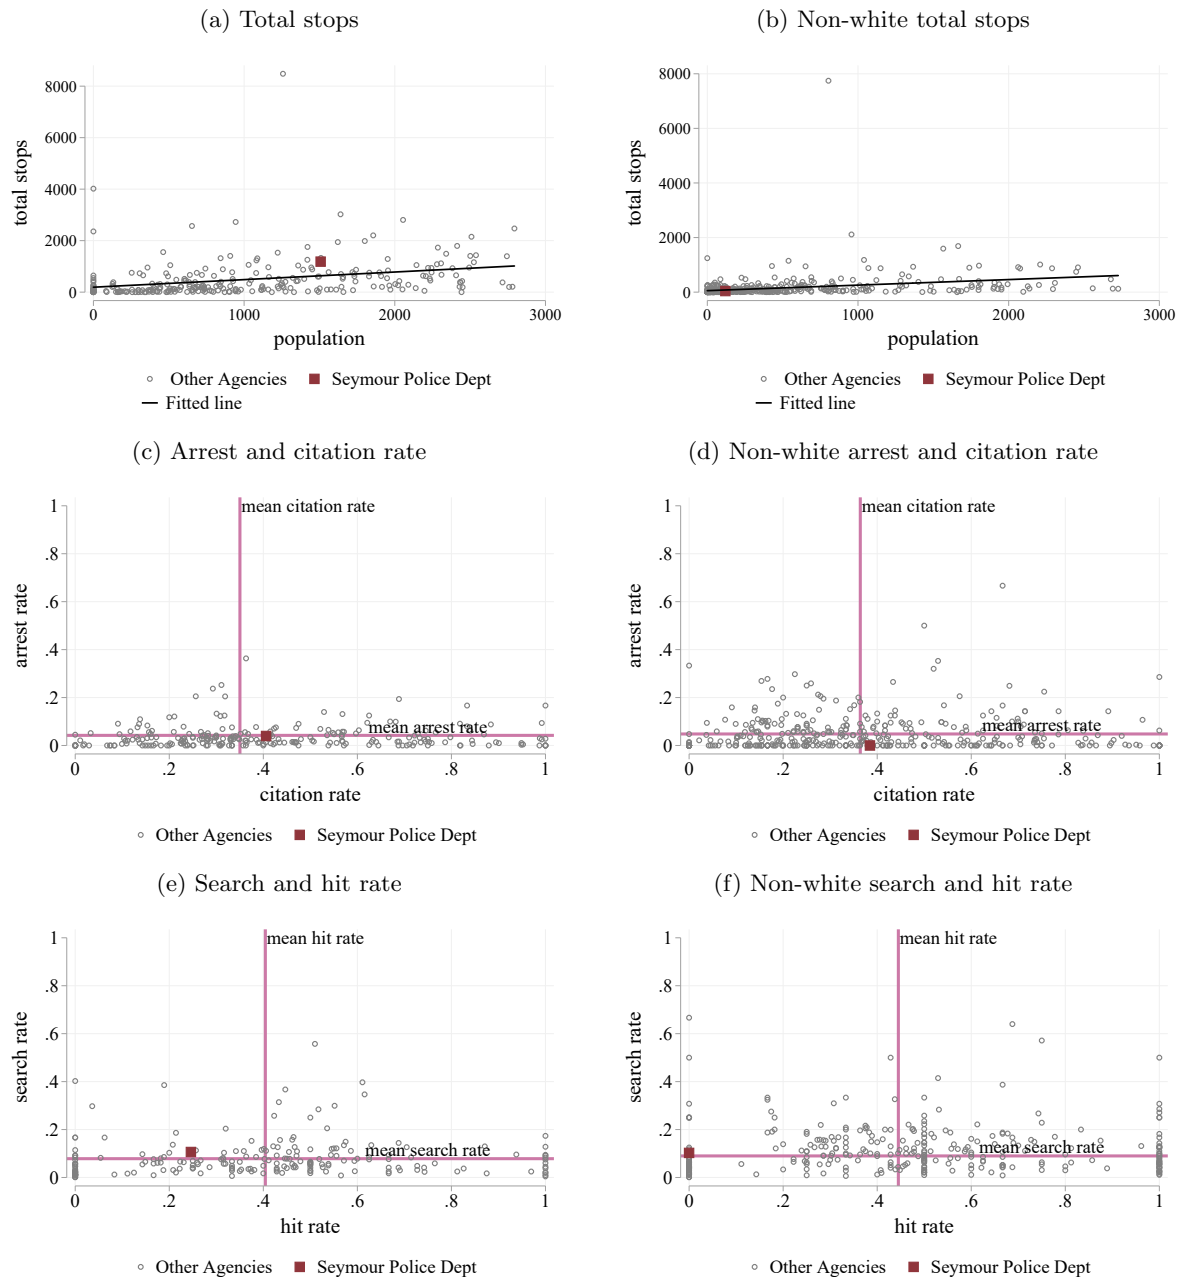 (a) Total stops
(b) Non-white total stops
total stops
8000
6000
4000
2000
0
0
1000
2000
3000
population
Other Agencies
Seymour Police Dept
Fitted line
total stops
8000
6000
4000
2000
0
0
1000
2000
3000
population
Other Agencies
Seymour Police Dept
Fitted line
(c) Arrest and citation rate
(d) Non-white arrest and citation rate
arrest rate
1
.8
.6
.4
.2
0
mean citation rate
mean arrest rate
0
.2
.4
.6
.8
1
citation rate
Other Agencies
Seymour Police Dept
arrest rate
1
.8
.6
.4
.2
0
mean citation rate
mean arrest rate
0
.2
.4
.6
.8
1
citation rate
Other Agencies
Seymour Police Dept
(e) Search and hit rate
(f) Non-white search and hit rate
search rate
1
.8
.6
.4
.2
0
mean hit rate
mean search rate
0
.2
.4
.6
.8
1
hit rate
Other Agencies
Seymour Police Dept
search rate
1
.8
.6
.4
.2
0
mean hit rate
mean search rate
0
.2
.4
.6
.8
1
hit rate
Other Agencies
Seymour Police Dept